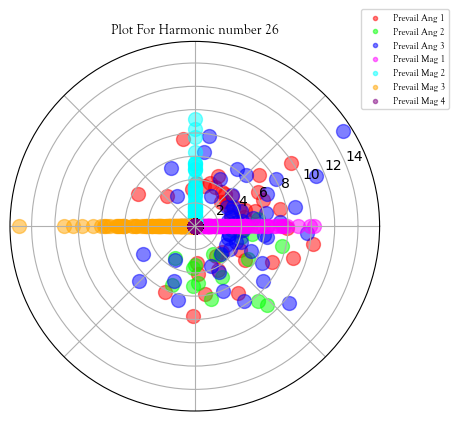 Plot For Harmonic number 26
Prevail Ang 1
Prevail Ang 2
Prevail Ang 3
Prevail Mag 1
Prevail Mag 2
Prevail Mag 3
Prevail Mag 4
14
12
10
8
6
4
2